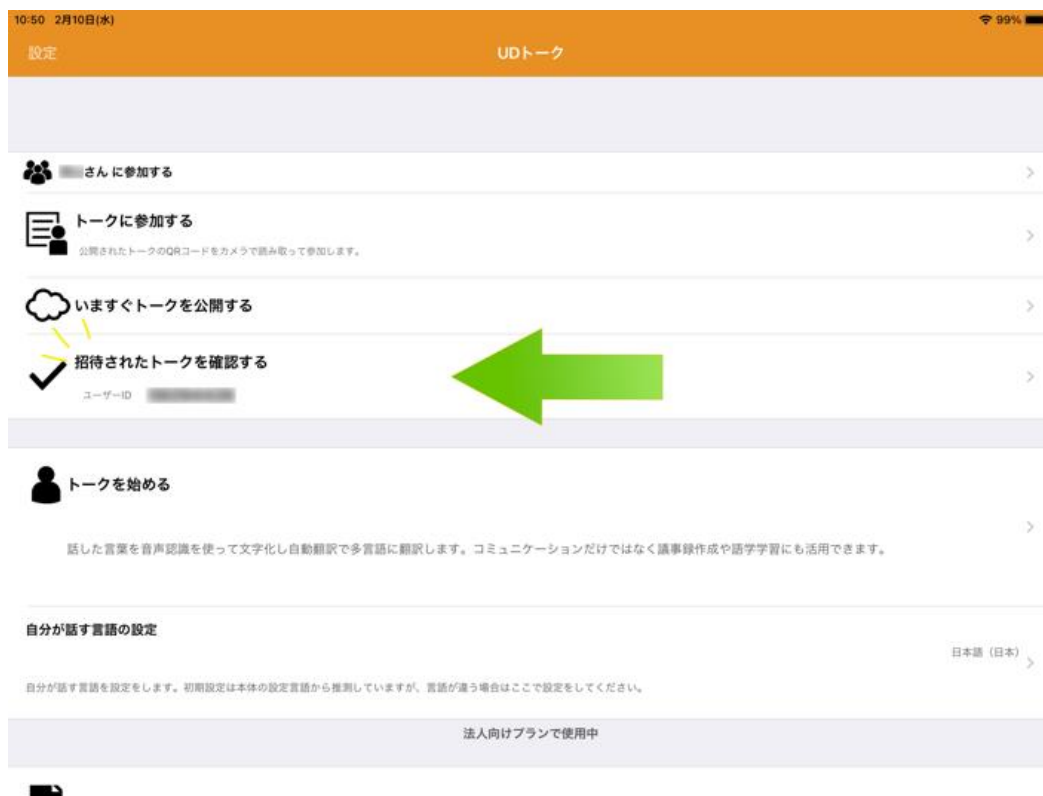 10:50 2月10日(水)
99%
設定
UDトーク
さん に参加する
トークに参加する
公開されたトークのQRコードをカメラで読み取って参加します。
いますぐトークを公開する
招待されたトークを確認する
ユーザーID
トークを始める
話した言葉を音声認識を使って文字化し自動翻訳で多言語に翻訳します。コミュニケーションだけではなく議事録作成や語学学習にも活用できます。
自分が話す言語の設定
日本語（日本）
自分が話す言語を設定をします。初期設定は本体の設定言語から推測していますが、言語が違う場合はここで設定をしてください。
法人向けプランで使用中